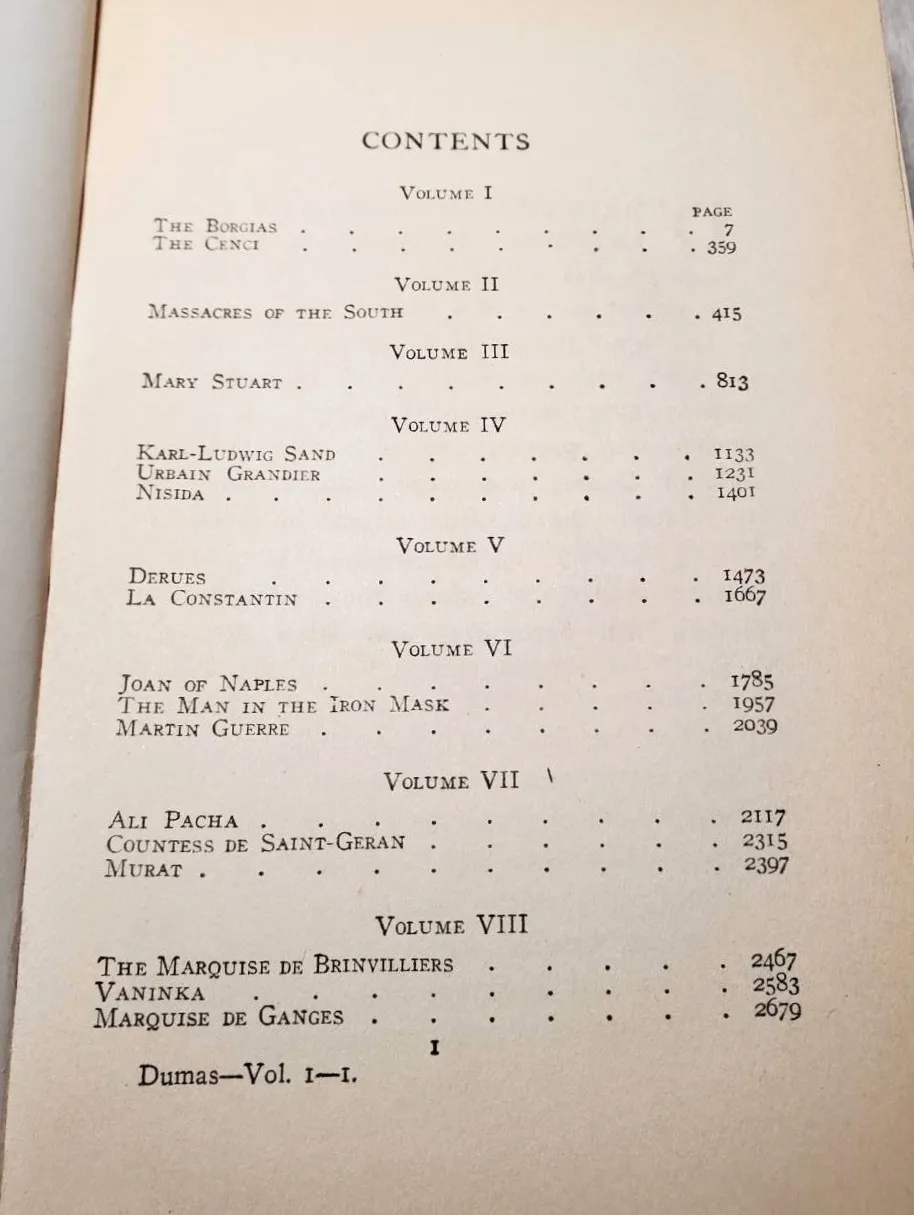 CONTENTS
VOLUME I
PAGE
THE BORGIAS . . . . . . . . 7
THE CENCI . . . . . . . . 359
VOLUME II
MASSACRES OF THE SOUTH . . . . . . 415
VOLUME III
MARY STUART . . . . . . . . . 813
VOLUME IV
KARL-LUDWIG SAND . . . . . . . 1133
URBAIN GRANDIER . . . . . . . 1231
NISIDA . . . . . . . . . . 1401
VOLUME V
DERUES . . . . . . . . . 1473
LA CONSTANTIN . . . . . . . . 1667
VOLUME VI
JOAN OF NAPLES . . . . . . . . 1785
THE MAN IN THE IRON MASK . . . . . 1957
MARTIN GUERRE . . . . . . . . 2039
VOLUME VII
ALI PACHA . . . . . . . . . 2117
COUNTESS DE SAINT-GERAN . . . . . . 2315
MURAT . . . . . . . . . . 2397
VOLUME VIII
THE MARQUISE DE BRINVILLIERS . . . . . 2467
VANINKA . . . . . . . . . 2583
MARQUISE DE GANGES . . . . . . . 2679
I
Dumas—Vol. 1—1.